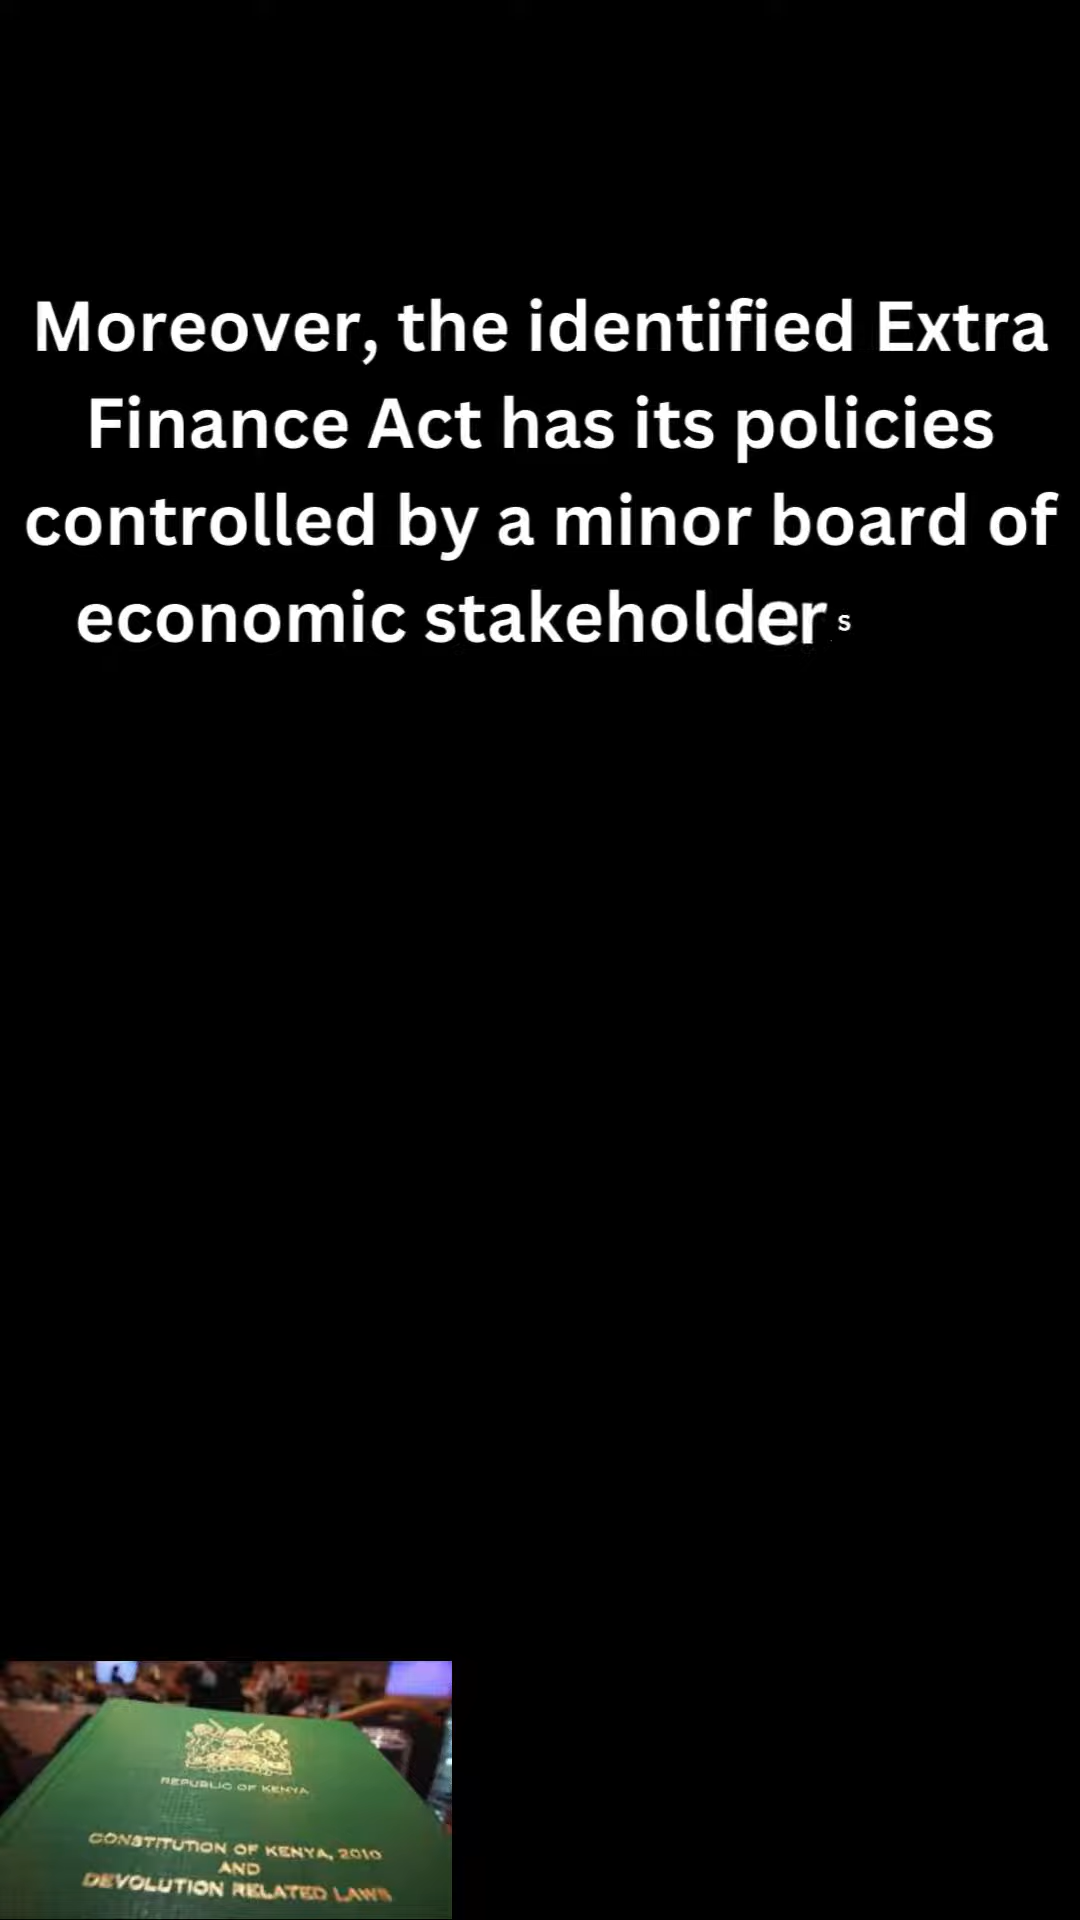 Moreover, the identified Extra
Finance Act has its policies
controlled by a minor board of
economic stakeholders
REPUBLIC OF KENYA
CONSTITUTION OF KENYA, 2010
AND
DEVOLUTION RELATED LAWS